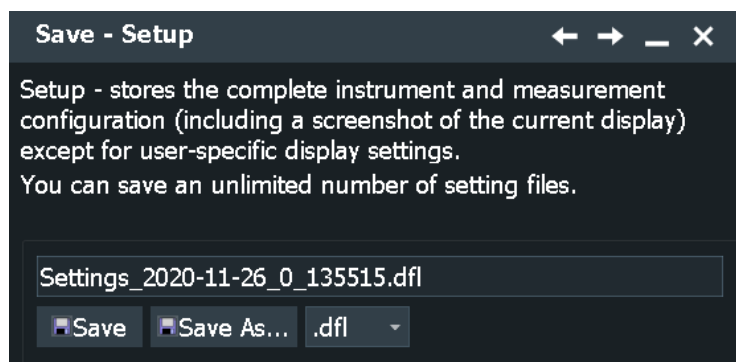 Save - Setup
Setup - stores the complete instrument and measurement
configuration (including a screenshot of the current display)
except for user-specific display settings.
You can save an unlimited number of setting files.
Settings_2020-11-26_0_135515.dfl
Save Save As... .dfl